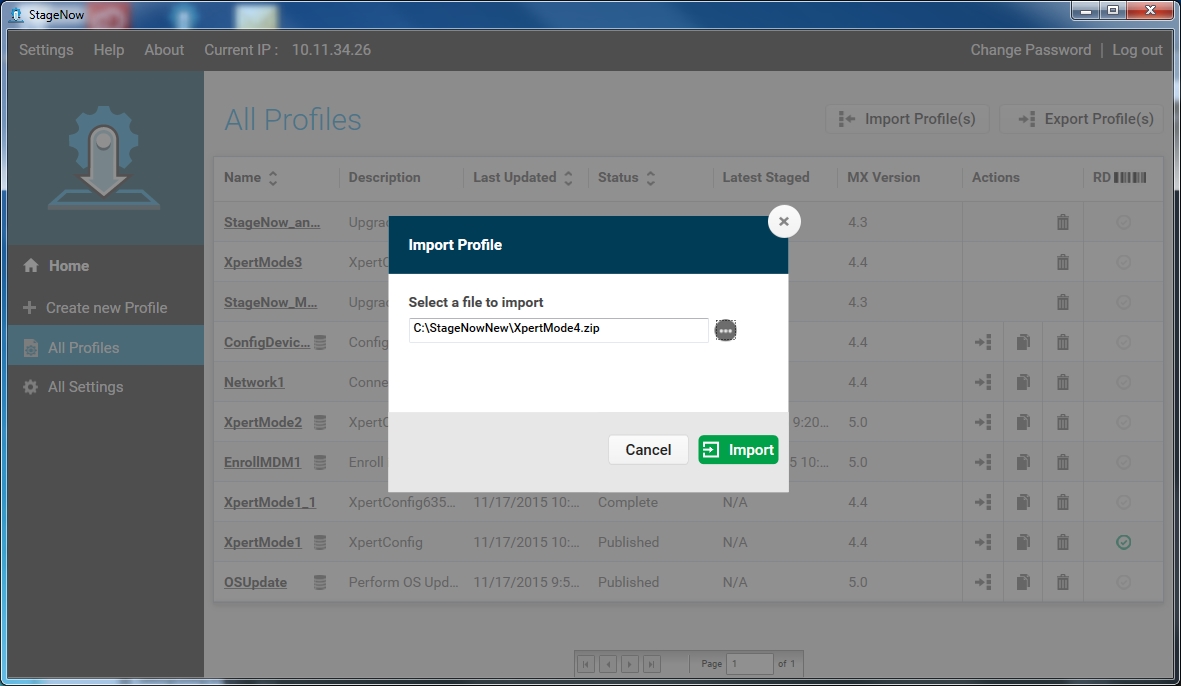 StageNow
Settings Help About Current IP : 10.11.34.26 Change Password | Log out
All Profiles
Import Profile(s) Export Profile(s)
Home
Create new Profile
All Profiles
All Settings
Name Description Last Updated Status Latest Staged MX Version Actions RD
StageNow_an... Upgra 4.3
XpertMode3 XpertC 4.4
StageNow_M... Upgra 4.3
ConfigDevic... Config 4.4
Network1 Conne 4.4
XpertMode2 XpertC 9:20... 5.0
EnrollMDM1 Enroll 5 10:... 5.0
XpertMode1_1 XpertConfig635... 11/17/2015 10:... Complete N/A 4.4
XpertMode1 XpertConfig 11/17/2015 10:... Published N/A 4.4
OSUpdate Perform OS Upd... 11/17/2015 9:5... Published N/A 5.0
Import Profile
Select a file to import
C:\StageNowNew\XpertMode4.zip
Cancel Import
Page 1 of 1